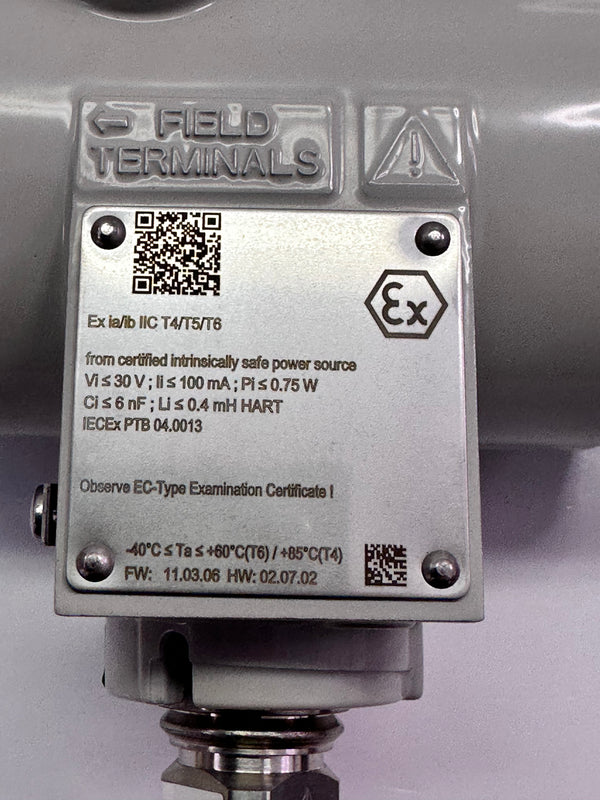 ⇦ FIELD
TERMINALS
!
Ex
Ex ia/ib IIC T4/T5/T6
from certified intrinsically safe power source
Vi ≤ 30 V ; Ii ≤ 100 mA ; Pi ≤ 0.75 W
Ci ≤ 6 nF ; Li ≤ 0.4 mH HART
IECEx PTB 04.0013
Observe EC-Type Examination Certificate !
-40°C ≤ Ta ≤ +60°C(T6) / +85°C(T4)
FW: 11.03.06 HW: 02.07.02